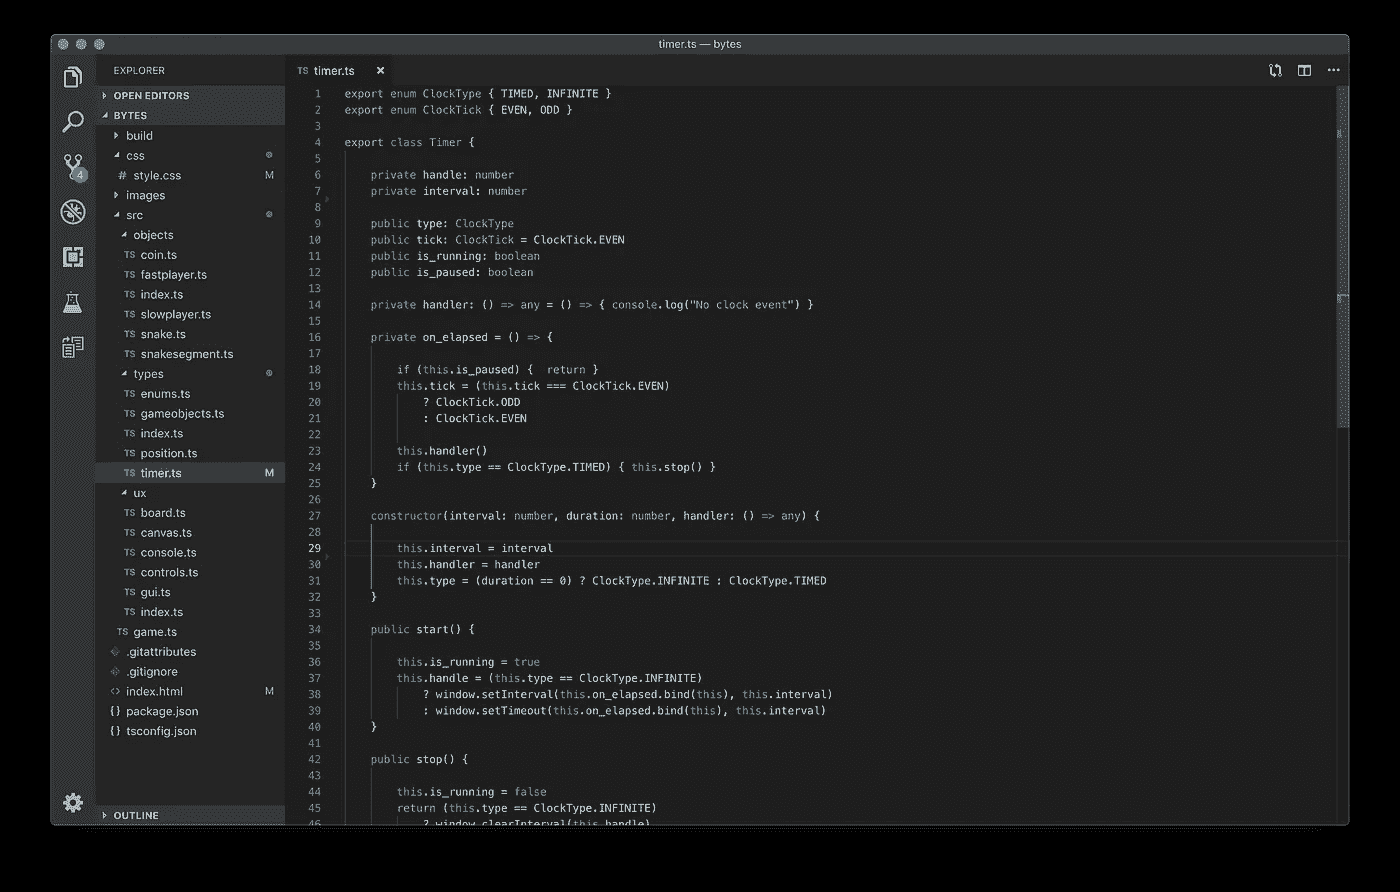 timer.ts — bytes
EXPLORER
OPEN EDITORS
BYTES
build
css
# style.css M
images
src
objects
TS coin.ts
TS fastplayer.ts
TS index.ts
TS slowplayer.ts
TS snake.ts
TS snakesegment.ts
types
TS enums.ts
TS gameobjects.ts
TS index.ts
TS position.ts
TS timer.ts M
ux
TS board.ts
TS canvas.ts
TS console.ts
TS controls.ts
TS gui.ts
TS index.ts
TS game.ts
.gitattributes
.gitignore
<> index.html M
{} package.json
{} tsconfig.json
OUTLINE
4
TS timer.ts ×
1 export enum ClockType { TIMED, INFINITE }
2 export enum ClockTick { EVEN, ODD }
3
4 export class Timer {
5
6 private handle: number
7 private interval: number
8
9 public type: ClockType
10 public tick: ClockTick = ClockTick.EVEN
11 public is_running: boolean
12 public is_paused: boolean
13
14 private handler: () => any = () => { console.log("No clock event") }
15
16 private on_elapsed = () => {
17
18 if (this.is_paused) {  return }
19 this.tick = (this.tick === ClockTick.EVEN)
20 ? ClockTick.ODD
21 : ClockTick.EVEN
22
23 this.handler()
24 if (this.type == ClockType.TIMED) { this.stop() }
25 }
26
27 constructor(interval: number, duration: number, handler: () => any) {
28
29 this.interval = interval
30 this.handler = handler
31 this.type = (duration == 0) ? ClockType.INFINITE : ClockType.TIMED
32 }
33
34 public start() {
35
36 this.is_running = true
37 this.handle = (this.type == ClockType.INFINITE)
38 ? window.setInterval(this.on_elapsed.bind(this), this.interval)
39 : window.setTimeout(this.on_elapsed.bind(this), this.interval)
40 }
41
42 public stop() {
43
44 this.is_running = false
45 return (this.type == ClockType.INFINITE)
46 ? window.clearInterval(this.handle)